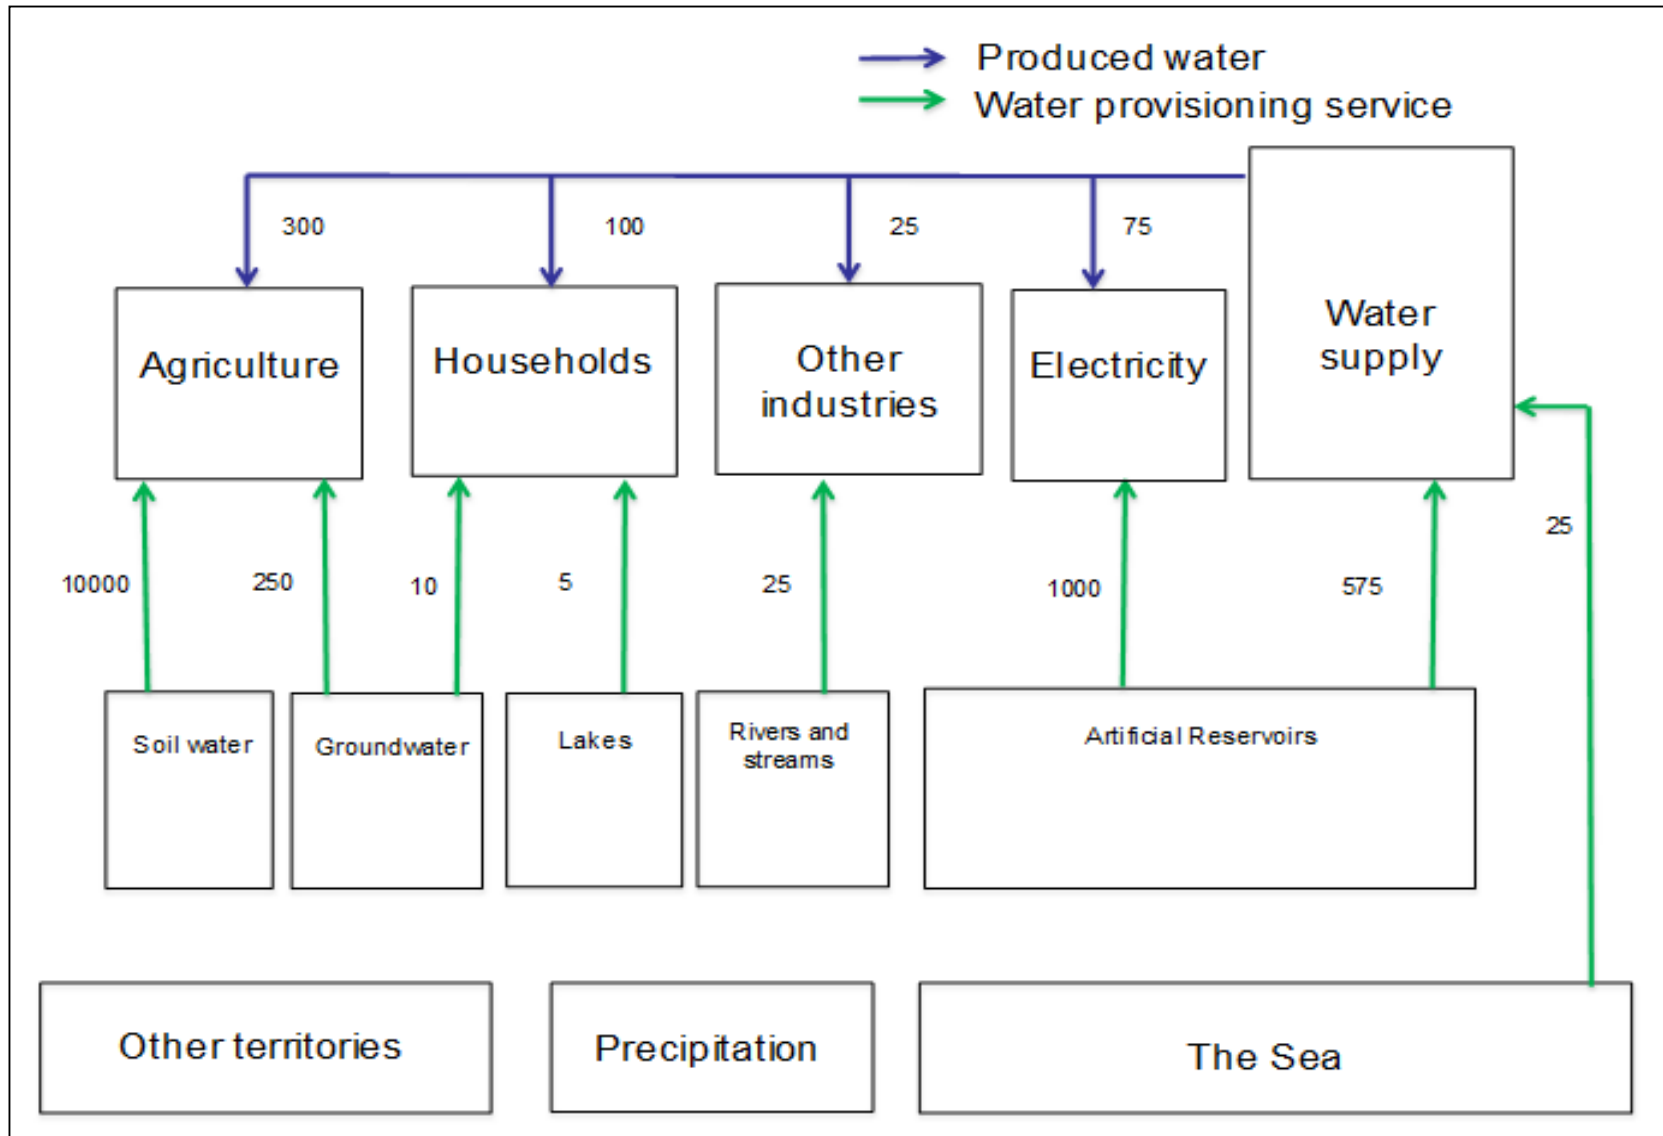 Produced water
Water provisioning service
300
100
25
75
Agriculture
Households
Other
industries
Electricity
Water
supply
10000
250
10
5
25
1000
575
25
Soil water
Groundwater
Lakes
Rivers and
streams
Artificial Reservoirs
Other territories
Precipitation
The Sea